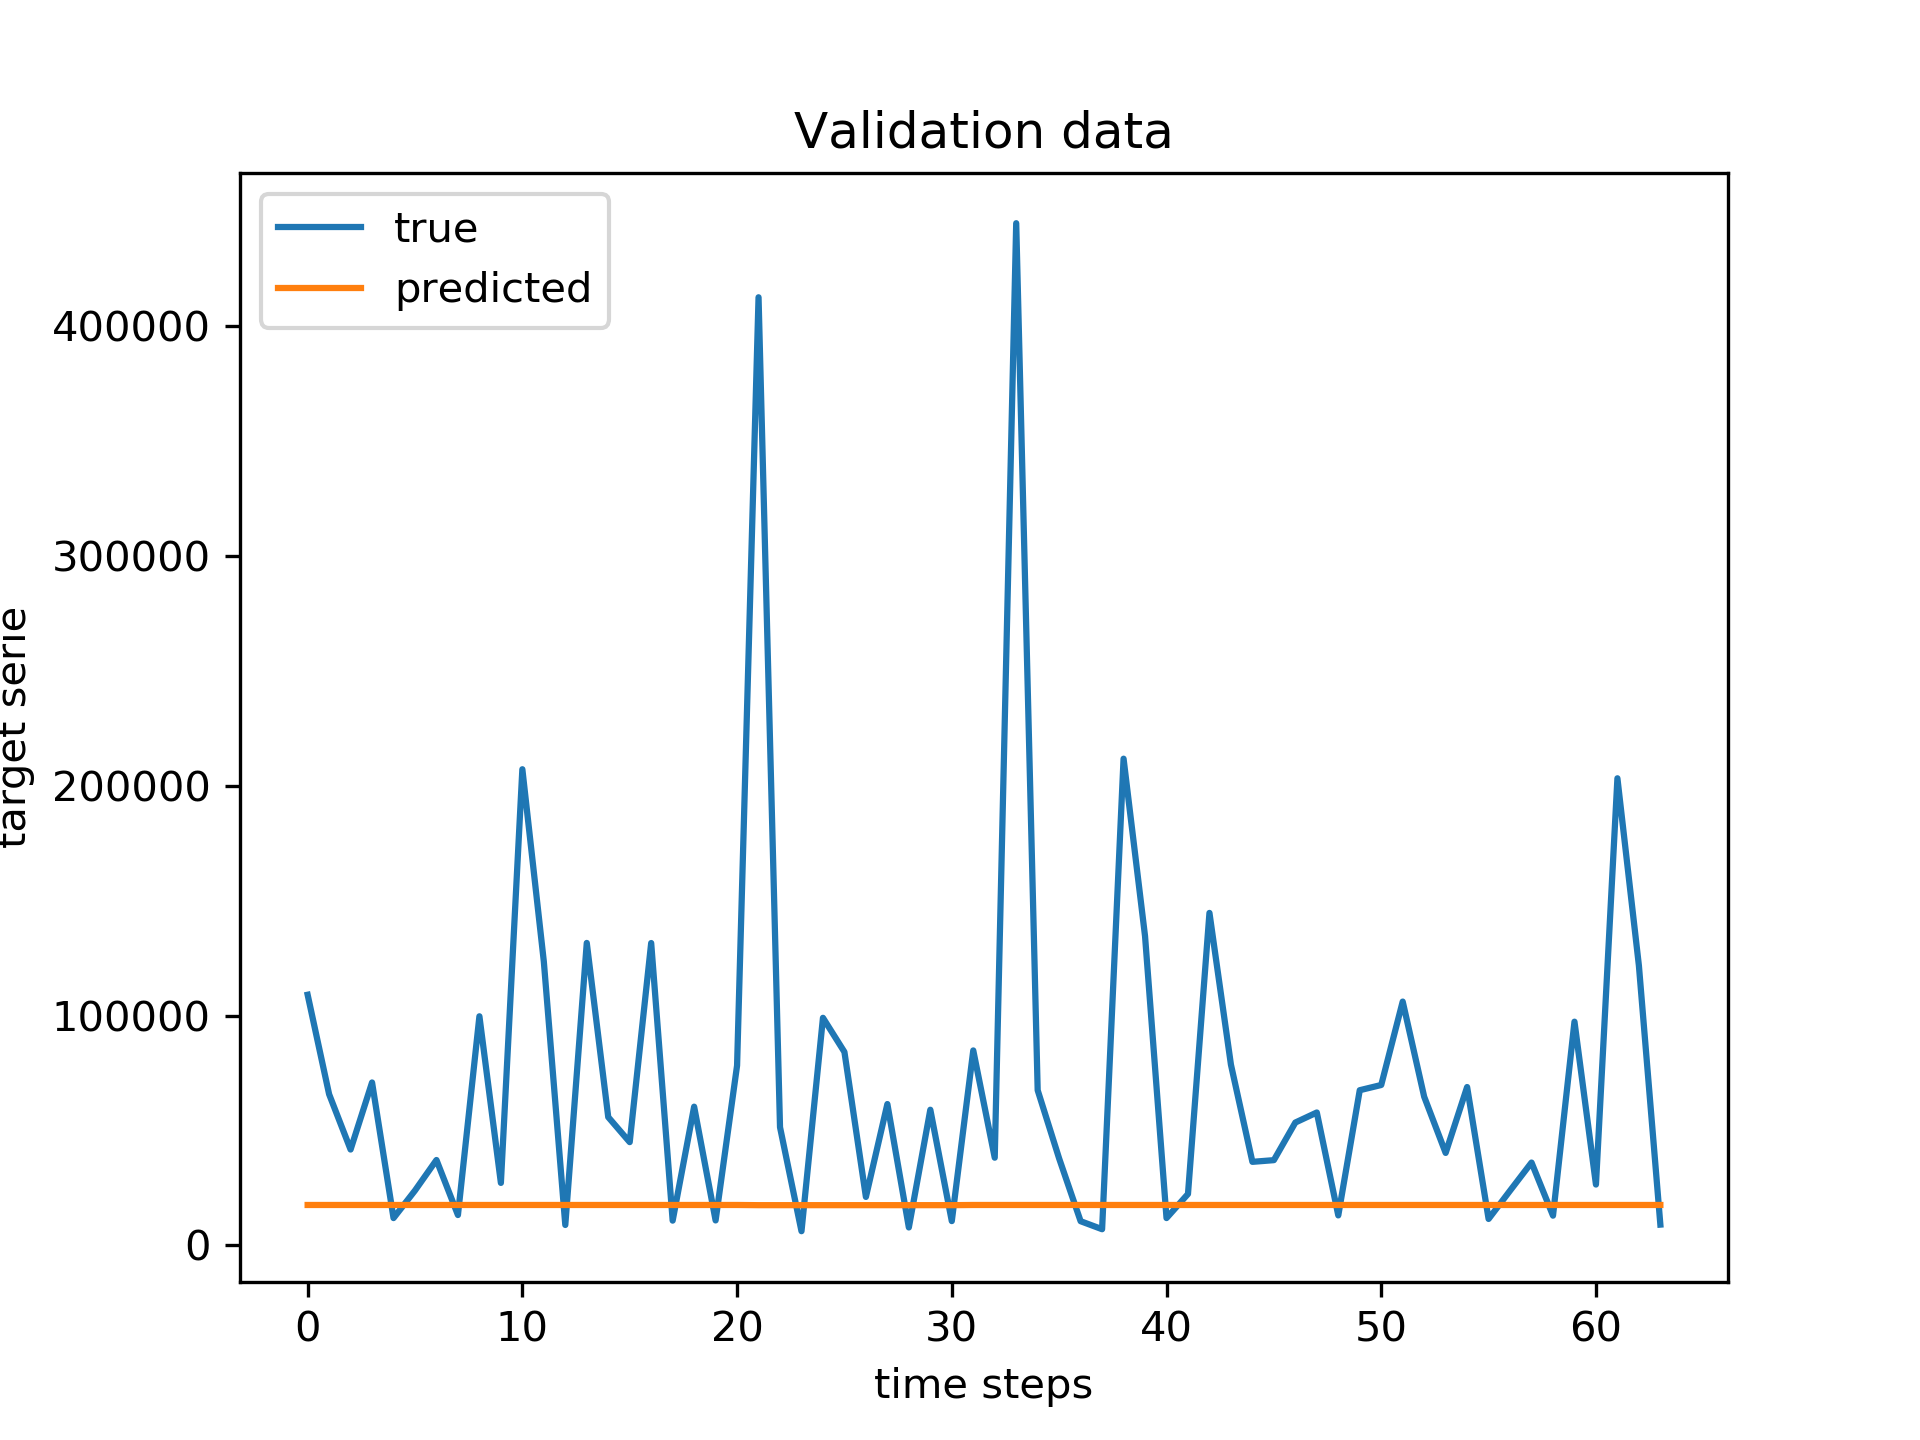 Validation data
true
predicted
target serie
400000
300000
200000
100000
0
0 10 20 30 40 50 60
time steps